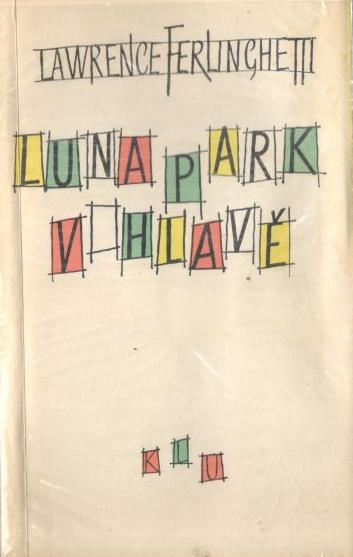 LAWRENCE FERLINGHETTI
LUNAPARK
V HLAVĚ
KLU